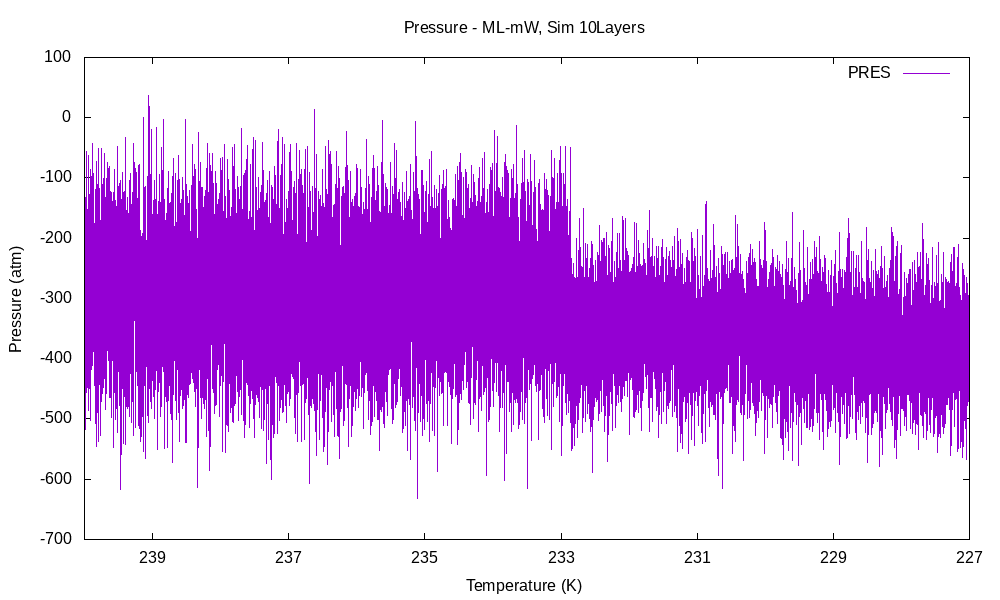 Pressure - ML-mW, Sim 10Layers
PRES
100
0
-100
-200
-300
-400
-500
-600
-700
Pressure (atm)
239 237 235 233 231 229 227
Temperature (K)